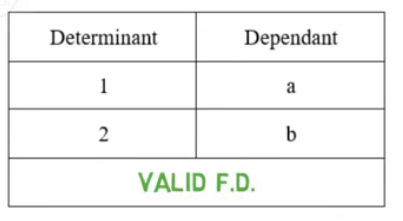 Determinant Dependant
1 a
2 b
VALID F.D.